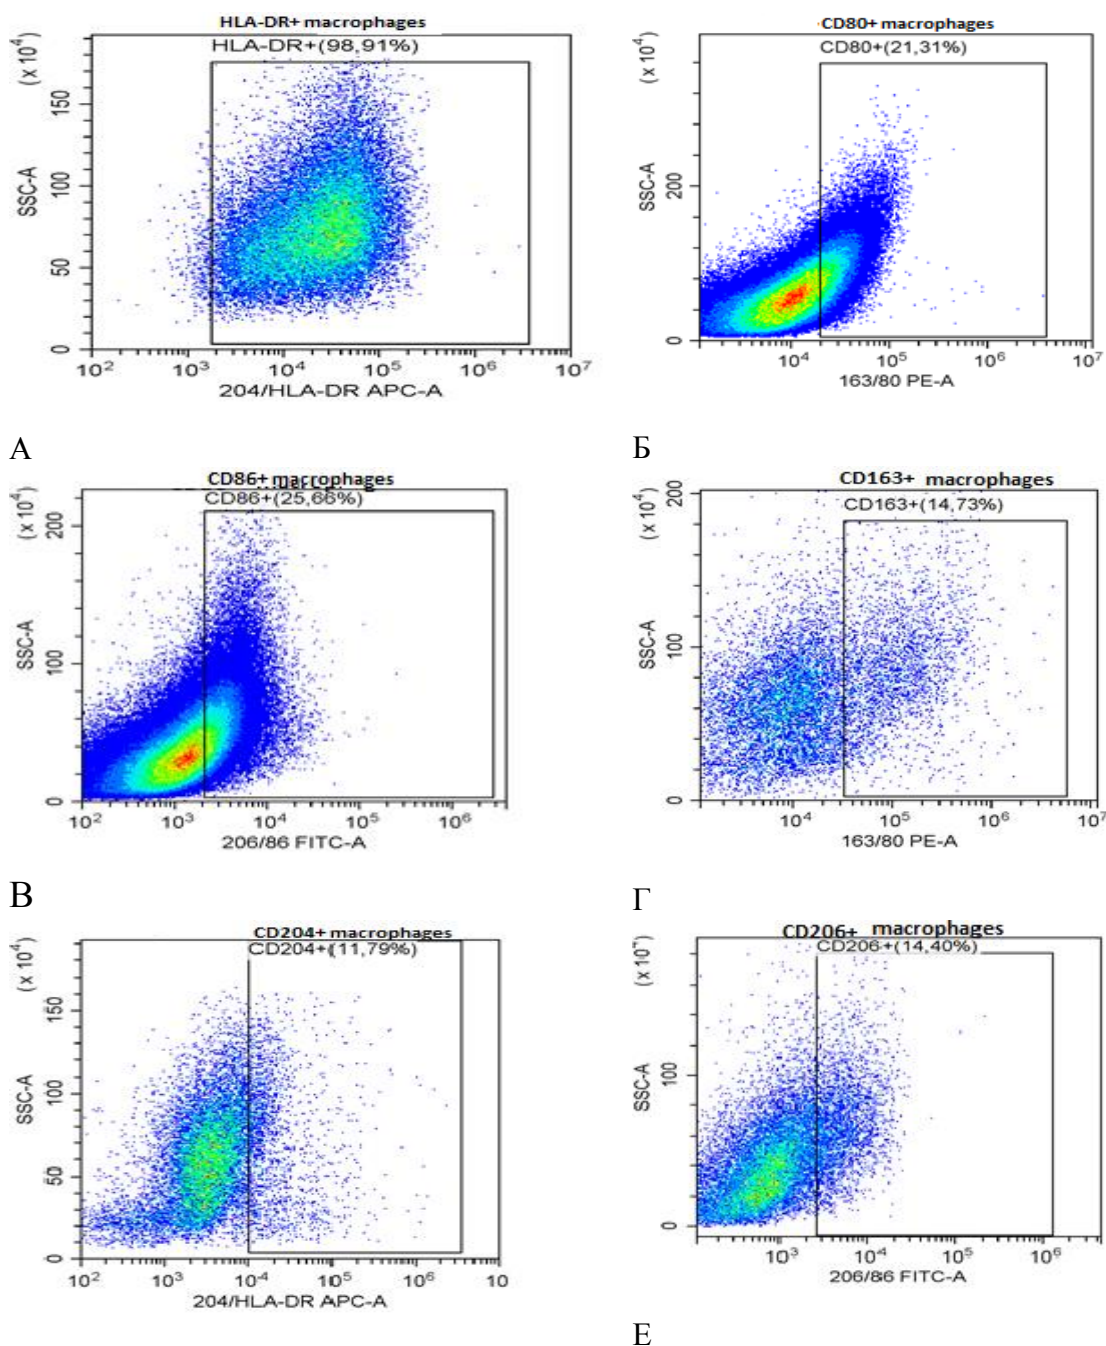 HLA-DR+ macrophages
HLA-DR+(98,91%)
(x 10⁴)
SSC-A
150
100
50
0
10² 10³ 10⁴ 10⁵ 10⁶ 10⁷
204/HLA-DR APC-A
А
CD80+ macrophages
CD80+(21,31%)
(x 10⁴)
SSC-A
200
0
10⁴ 10⁵ 10⁶ 10⁷
163/80 PE-A
Б
CD86+ macrophages
CD86+(25,66%)
(x 10⁴)
SSC-A
200
100
0
10² 10³ 10⁴ 10⁵ 10⁶
206/86 FITC-A
В
CD163+ macrophages
CD163+(14,73%)
(x 10⁴)
SSC-A
200
100
0
10⁴ 10⁵ 10⁶ 10⁷
163/80 PE-A
Г
CD204+ macrophages
CD204+(11,79%)
(x 10⁴)
SSC-A
150
100
50
0
10² 10³ 10⁴ 10⁵ 10⁶ 10
204/HLA-DR APC-A
CD206+ macrophages
CD206+(14,40%)
SSC-A
100
0
10³ 10⁴ 10⁵ 10⁶
206/86 FITC-A
Е